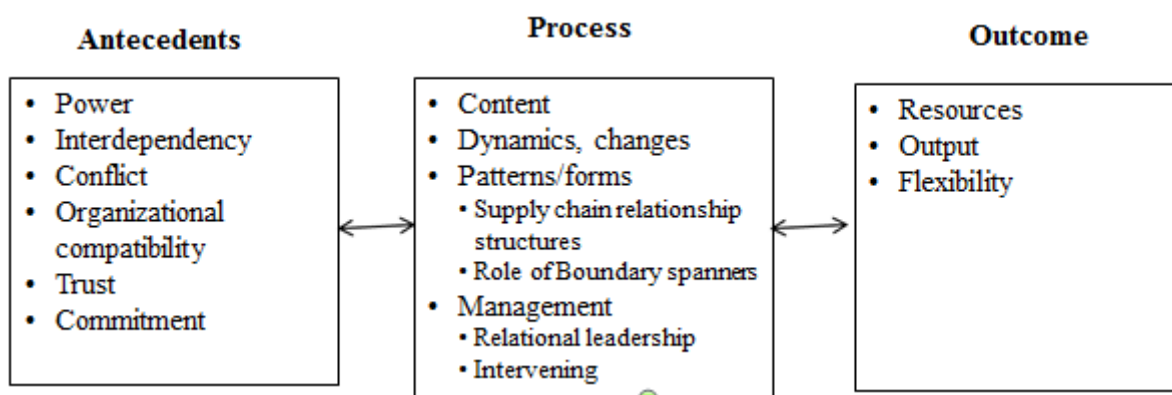 Antecedents
• Power
• Interdependency
• Conflict
• Organizational
compatibility
• Trust
• Commitment
Process
• Content
• Dynamics, changes
• Patterns/forms
• Supply chain relationship
structures
• Role of Boundary spanners
• Management
• Relational leadership
• Intervening
Outcome
• Resources
• Output
• Flexibility